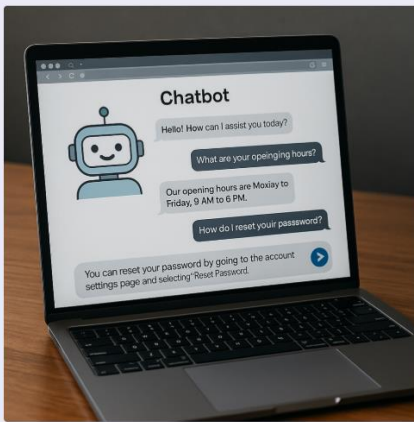 Chatbot
Hello! How can I assist you today?
What are your opeinging hours?
Our opening hours are Moxiay to
Friday, 9 AM to 6 PM.
How do I reset youir passsword?
You can reset your password by going to the account
settings page and selecting"Reset Password.